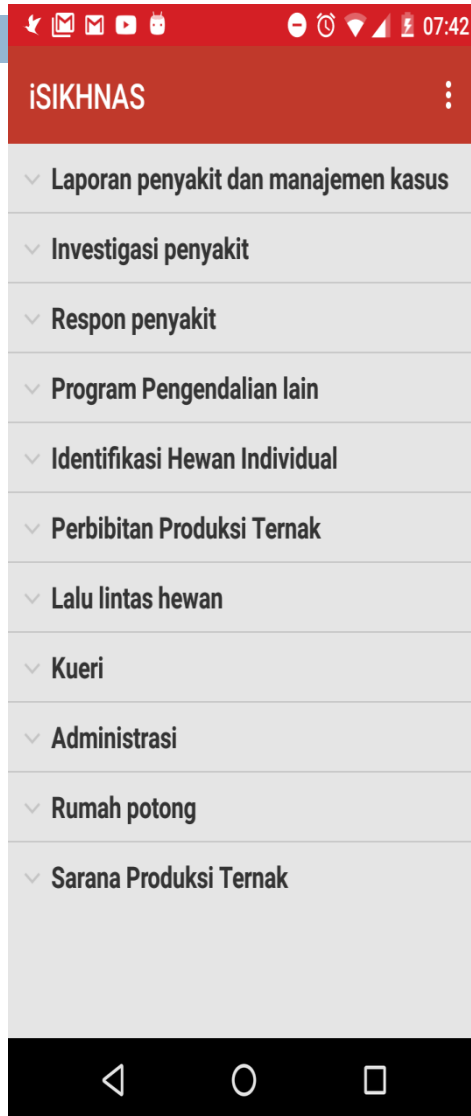 07:42
iSIKHNAS
Laporan penyakit dan manajemen kasus
Investigasi penyakit
Respon penyakit
Program Pengendalian lain
Identifikasi Hewan Individual
Perbibitan Produksi Ternak
Lalu lintas hewan
Kueri
Administrasi
Rumah potong
Sarana Produksi Ternak